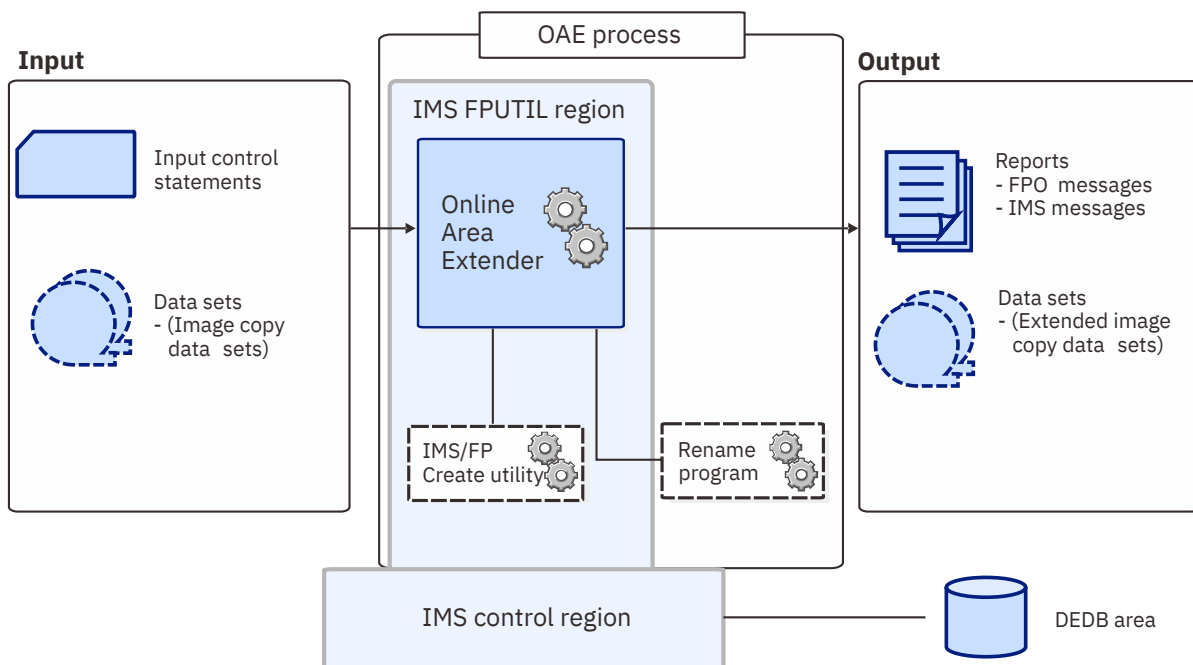 OAE process
Input
Input control
statements
Data sets
- (Image copy
data sets)
IMS FPUTIL region
Online
Area
Extender
IMS/FP
Create utility
Rename
program
Output
Reports
- FPO messages
- IMS messages
Data sets
- (Extended image
copy data sets)
IMS control region
DEDB area